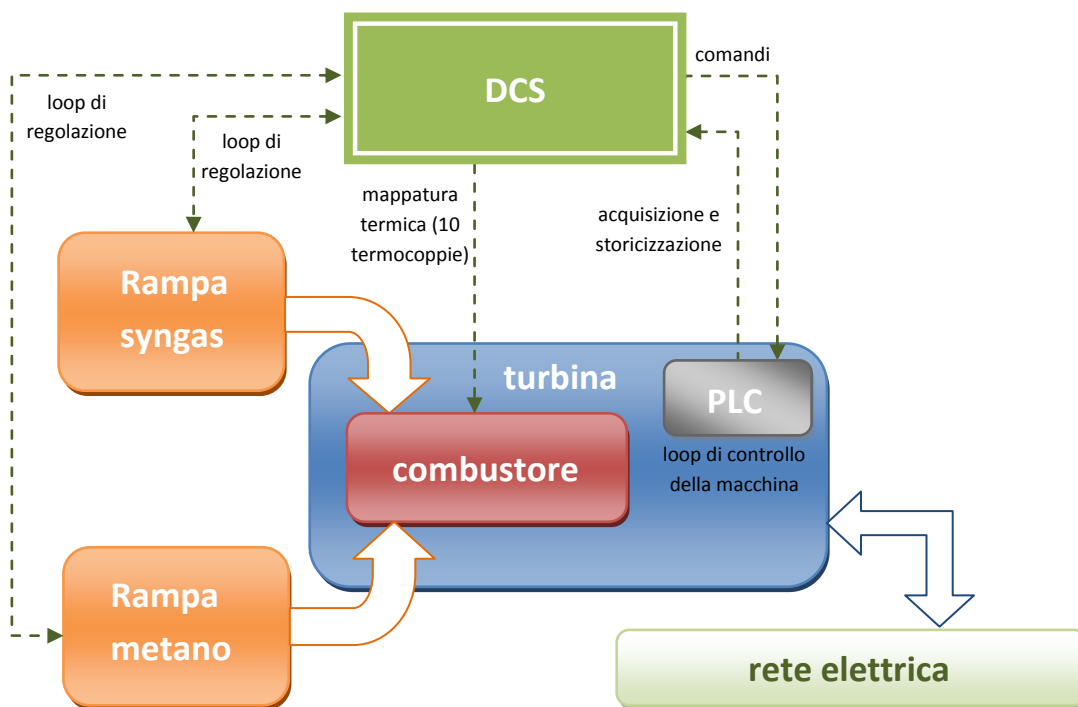 DCS
comandi
loop di
regolazione
loop di
regolazione
mappatura
termica (10
termocoppie)
acquisizione e
storicizzazione
Rampa
syngas
turbina
PLC
loop di controllo
della macchina
combustore
Rampa
metano
rete elettrica